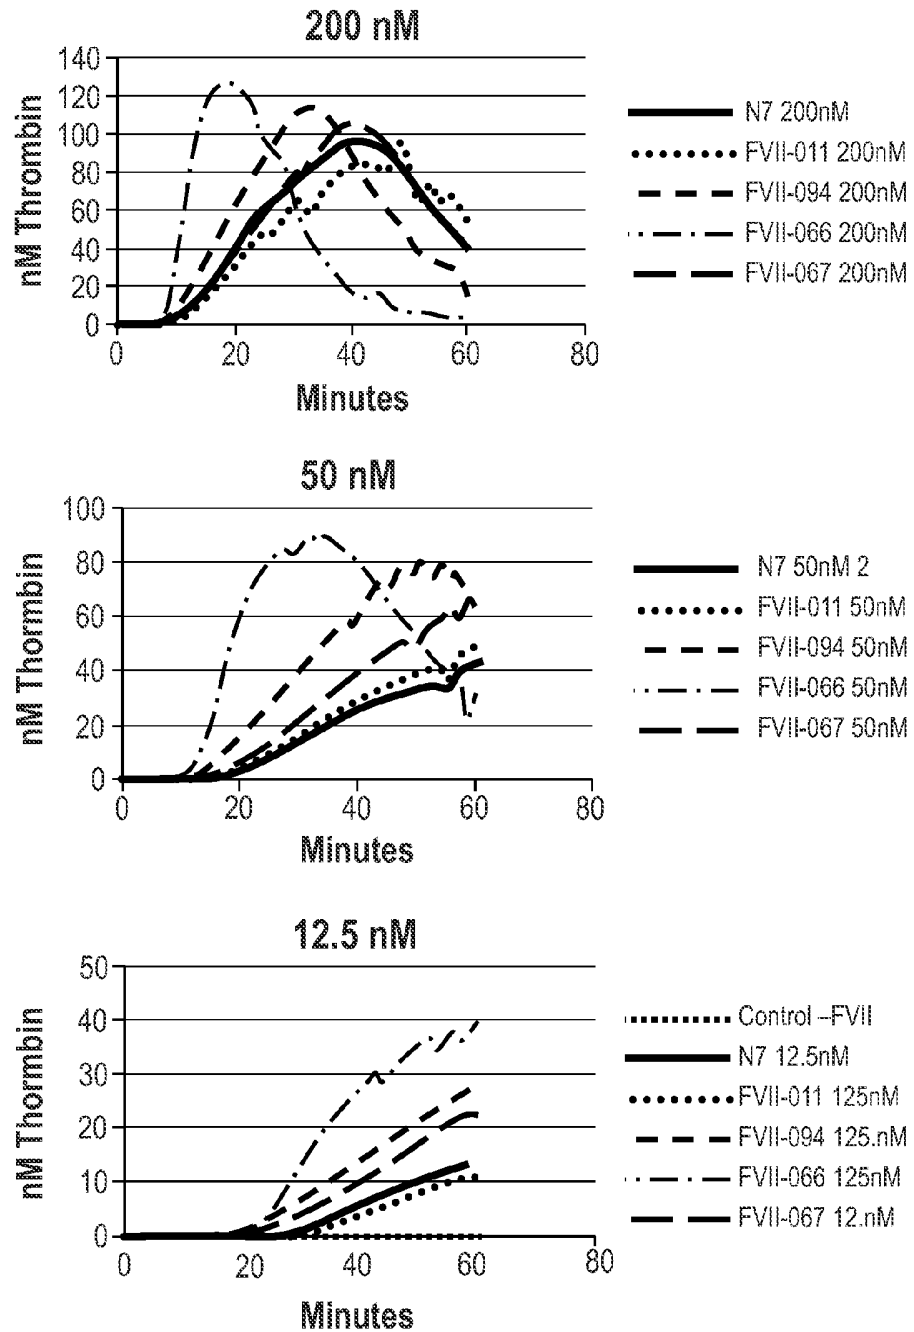 200 nM
nM Thrombin
140
120
100
80
60
40
20
0
0 20 40 60 80
Minutes
N7 200nM
FVII-011 200nM
FVII-094 200nM
FVII-066 200nM
FVII-067 200nM
50 nM
nM Thormbin
100
80
60
40
20
0
0 20 40 60 80
Minutes
N7 50nM 2
FVII-011 50nM
FVII-094 50nM
FVII-066 50nM
FVII-067 50nM
12.5 nM
nM Thormbin
50
40
30
20
10
0
0 20 40 60 80
Minutes
Control –FVII
N7 12.5nM
FVII-011 125nM
FVII-094 125.nM
FVII-066 125nM
FVII-067 12.nM